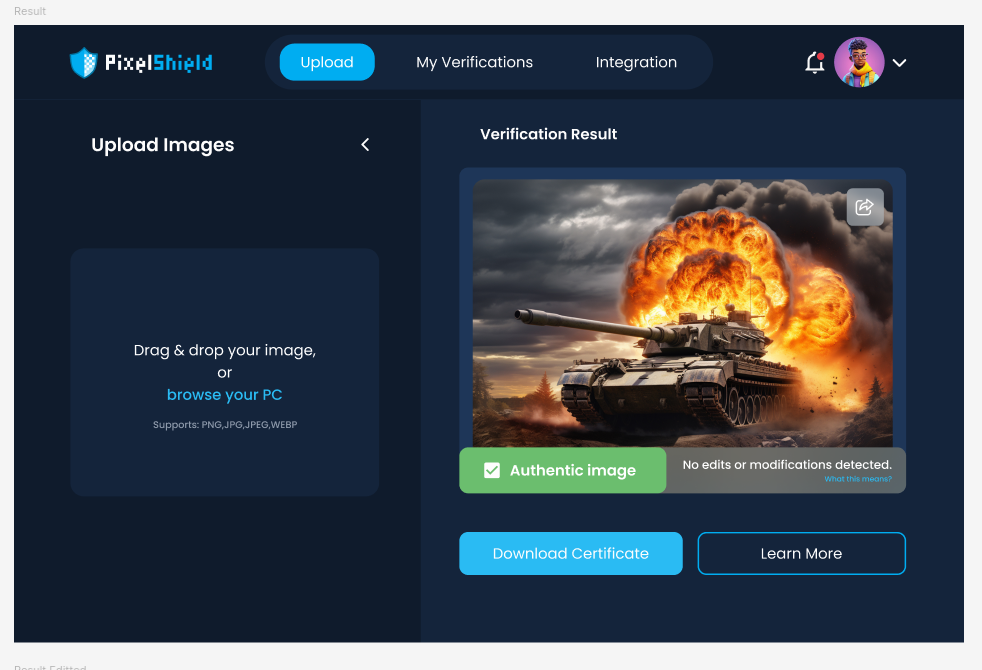 Result
PixelShield
Upload
My Verifications
Integration
Upload Images
Drag & drop your image,
or
browse your PC
Supports: PNG,JPG,JPEG,WEBP
Verification Result
Authentic image
No edits or modifications detected.
What this means?
Download Certificate
Learn More
Result Editted